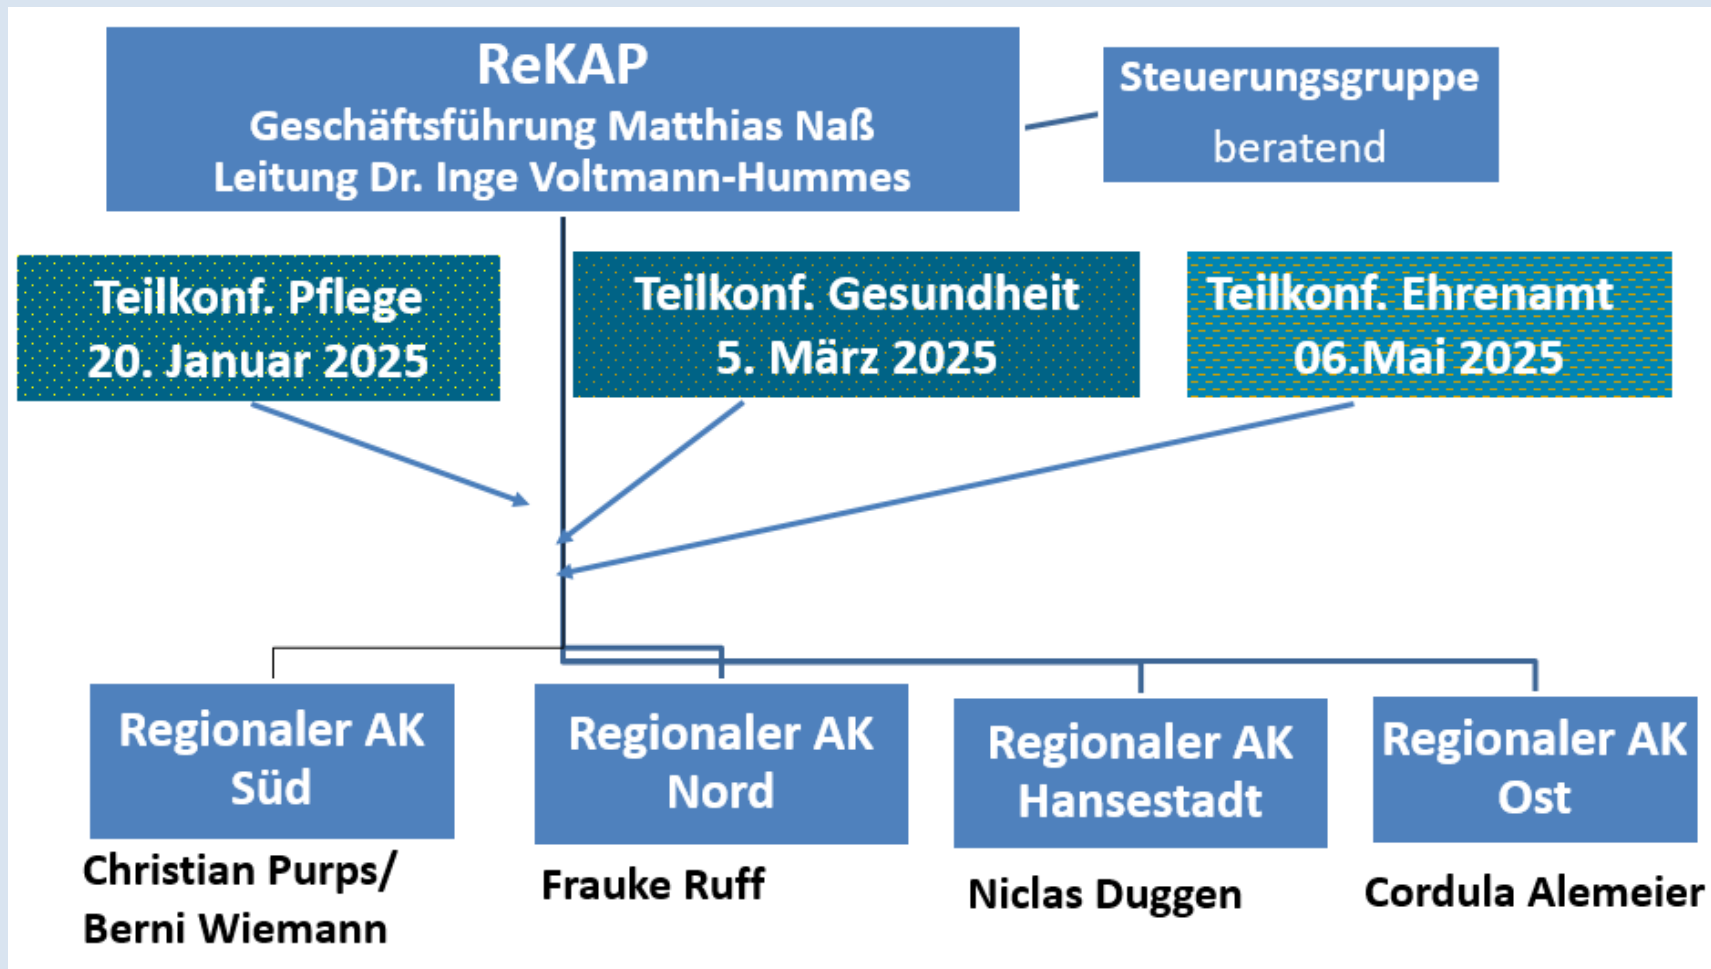 ReKAP
Geschäftsführung Matthias Naß
Leitung Dr. Inge Voltmann-Hummes
Steuerungsgruppe
beratend
Teilkonf. Pflege
20. Januar 2025
Teilkonf. Gesundheit
5. März 2025
Teilkonf. Ehrenamt
06.Mai 2025
Regionaler AK
Süd
Christian Purps/
Berni Wiemann
Regionaler AK
Nord
Frauke Ruff
Regionaler AK
Hansestadt
Niclas Duggen
Regionaler AK
Ost
Cordula Alemeier